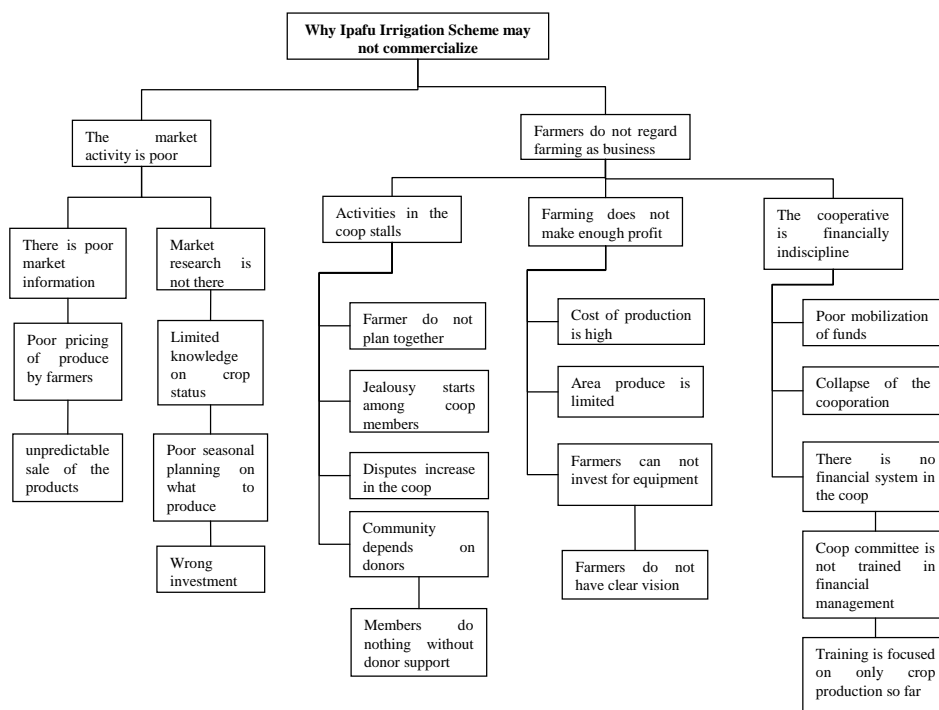 Why Ipafu Irrigation Scheme may
not commercialize
The market
activity is poor
Farmers do not regard
farming as business
There is poor
market
information
Market
research is
not there
Activities in the
coop stalls
Farming does not
make enough profit
The cooperative
is financially
indiscipline
Poor pricing
of produce
by farmers
Limited
knowledge
on crop
status
Farmer do not
plan together
Cost of production
is high
Poor mobilization
of funds
Jealousy starts
among coop
members
Area produce is
limited
Collapse of the
cooporation
unpredictable
sale of the
products
Poor seasonal
planning on
what to
produce
Disputes increase
in the coop
Farmers can not
invest for equipment
There is no
financial system in
the coop
Wrong
investment
Community
depends on
donors
Farmers do not
have clear vision
Coop committee is
not trained in
financial
management
Members do
nothing without
donor support
Training is focused
on only crop
production so far